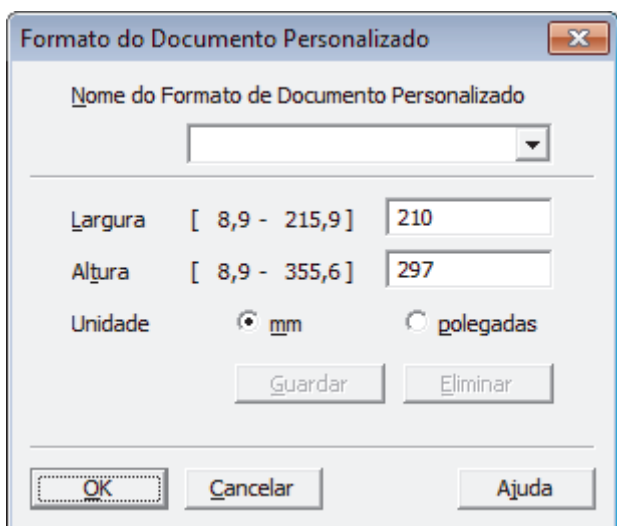 Formato do Documento Personalizado
Nome do Formato de Documento Personalizado
Largura [ 8,9 - 215,9 ] 210
Altura [ 8,9 - 355,6 ] 297
Unidade mm polegadas
Guardar Eliminar
OK Cancelar Ajuda